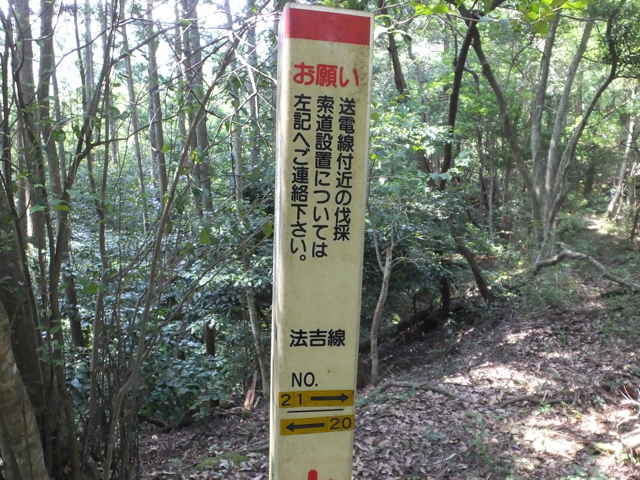 お願い
送電線付近の伐採
索道設置については
左記へご連絡下さい。
法吉線
NO.
21
20